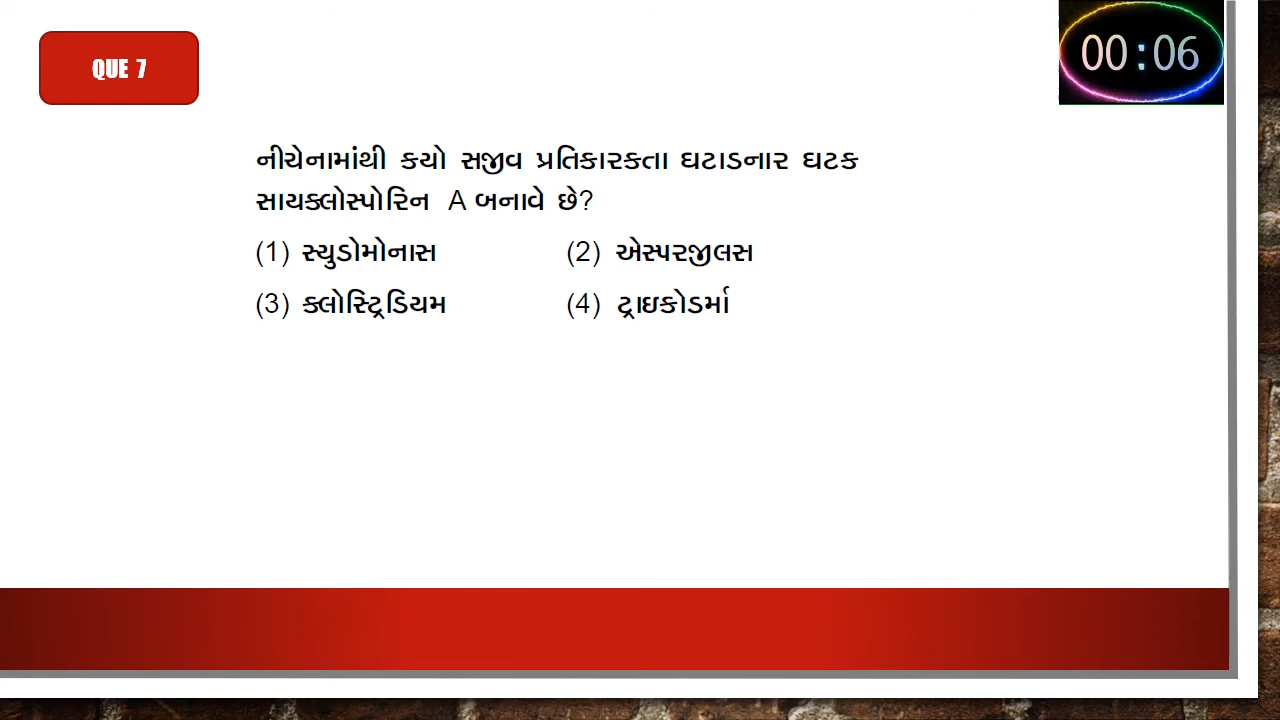 QUE 7
00:06
નીચેનામાંથી કયો સજીવ પ્રતિકારકતા ઘટાડનાર ઘટક
સાયક્લોસ્પોરિન A બનાવે છે?
(1) સ્યુડોમોનાસ (2) એસ્પરજીલસ
(3) ક્લોસ્ટ્રિડિયમ (4) ટ્રાઇકોડર્મા